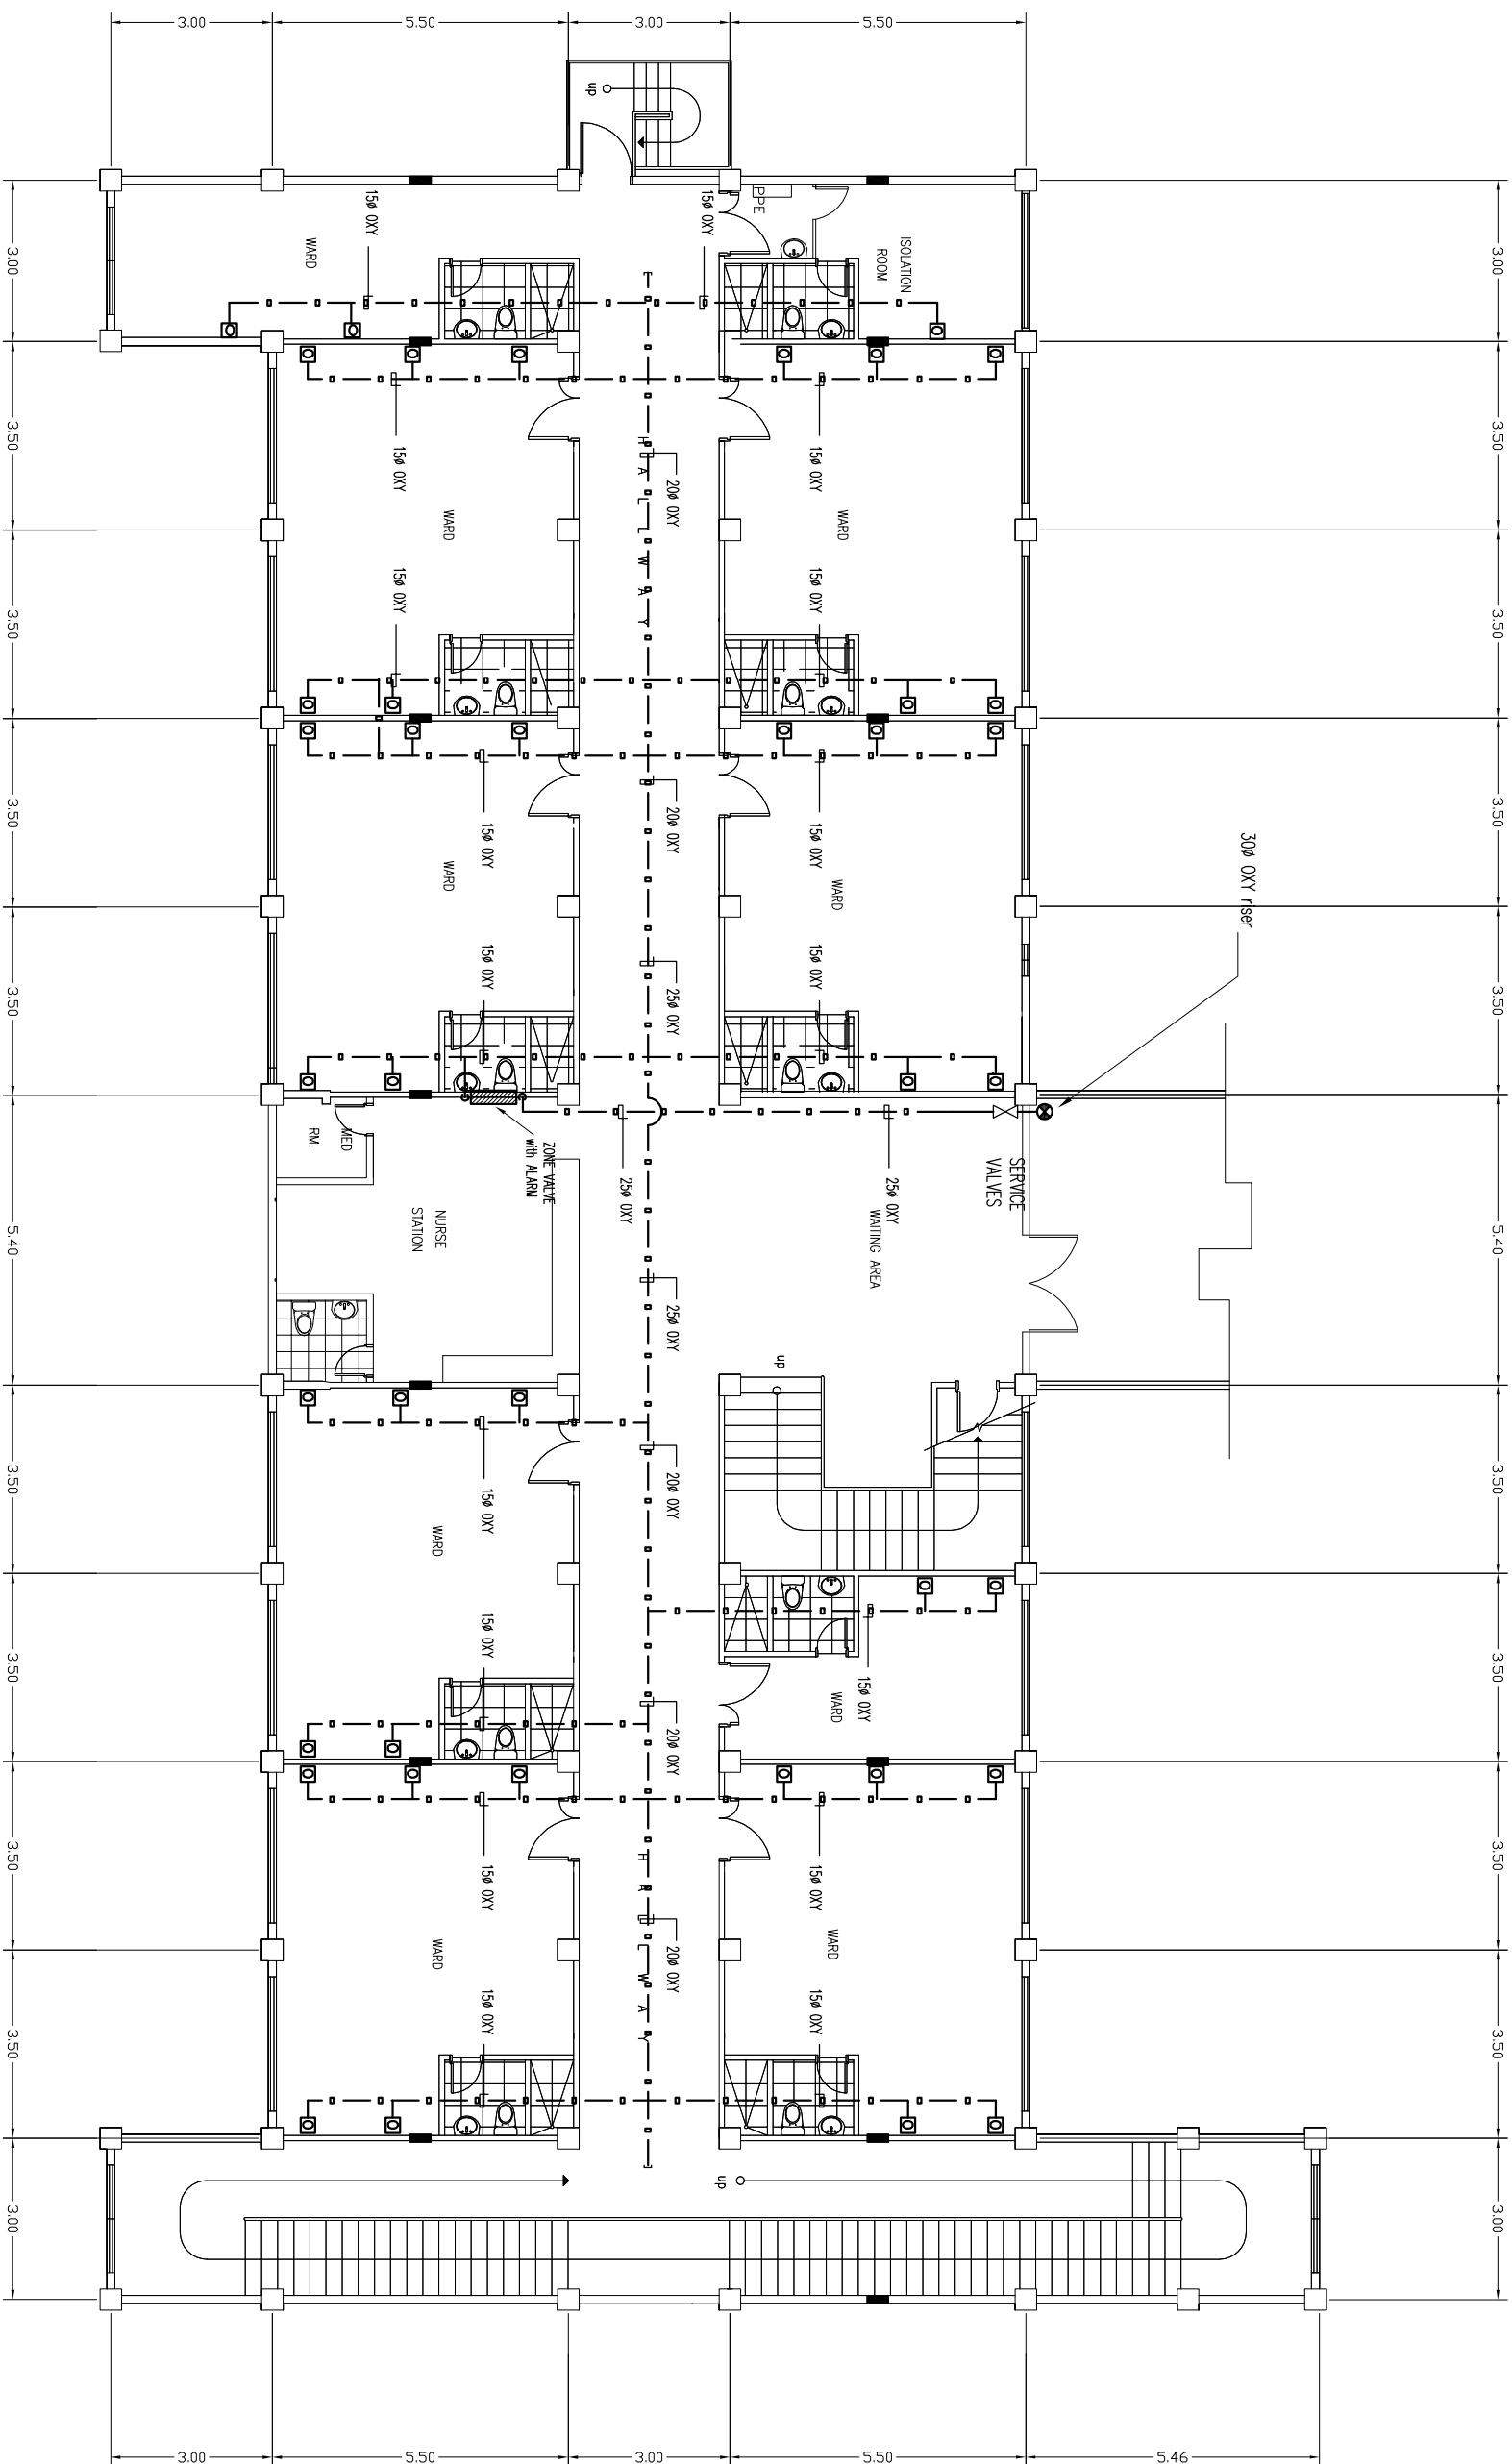 3.00
5.50
3.00
5.50
up
15ø OXY
15ø OXY
PPE
WARD
ISOLATION
ROOM
3.00
3.00
3.50
15ø OXY
15ø OXY
20ø OXY
HALLWAY
3.50
WARD
WARD
15ø OXY
15ø OXY
3.50
3.50
3.50
15ø OXY
20ø OXY
15ø OXY
3.50
30ø OXY riser
WARD
WARD
15ø OXY
25ø OXY
15ø OXY
3.50
3.50
MED
RM.
ZONE VALVE
with ALARM
25ø OXY
25ø OXY
SERVICE
VALVES
NURSE
STATION
WAITING AREA
5.40
5.40
25ø OXY
up
3.50
15ø OXY
20ø OXY
3.50
WARD
15ø OXY
3.50
20ø OXY
WARD
15ø OXY
3.50
3.50
15ø OXY
HALLWAY
15ø OXY
3.50
WARD
20ø OXY
WARD
15ø OXY
15ø OXY
3.50
3.50
up
3.00
3.00
3.00
5.50
3.00
5.50
5.46